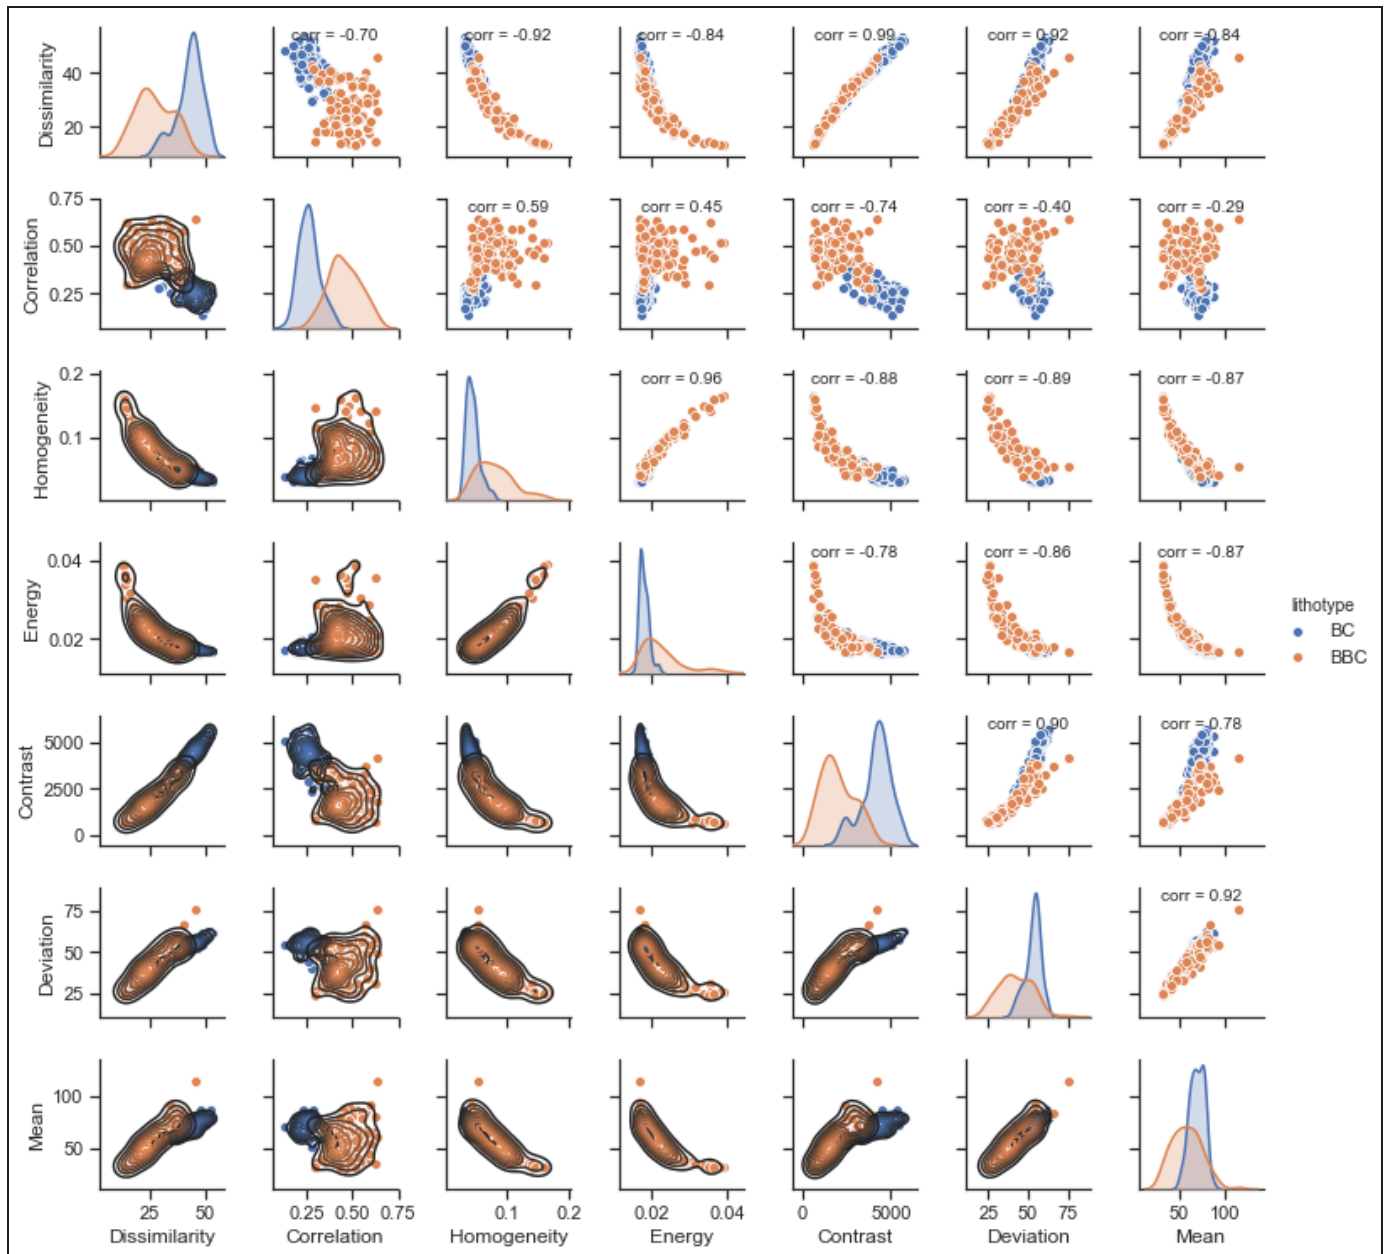 corr = -0.70
corr = -0.92
corr = -0.84
corr = 0.99
corr = 0.92
corr = 0.84
Dissimilarity
40
20
0.75
corr = 0.59
corr = 0.45
corr = -0.74
corr = -0.40
corr = -0.29
Correlation
0.50
0.25
0.2
corr = 0.96
corr = -0.88
corr = -0.89
corr = -0.87
Homogeneity
0.1
0.04
corr = -0.78
corr = -0.86
corr = -0.87
Energy
0.02
lithotype
BC
BBC
corr = 0.90
corr = 0.78
Contrast
5000
2500
0
corr = 0.92
Deviation
75
50
25
Mean
100
50
25 50 0.25 0.50 0.75 0.1 0.2 0.02 0.04 0 5000 25 50 75 50 100
Dissimilarity Correlation Homogeneity Energy Contrast Deviation Mean